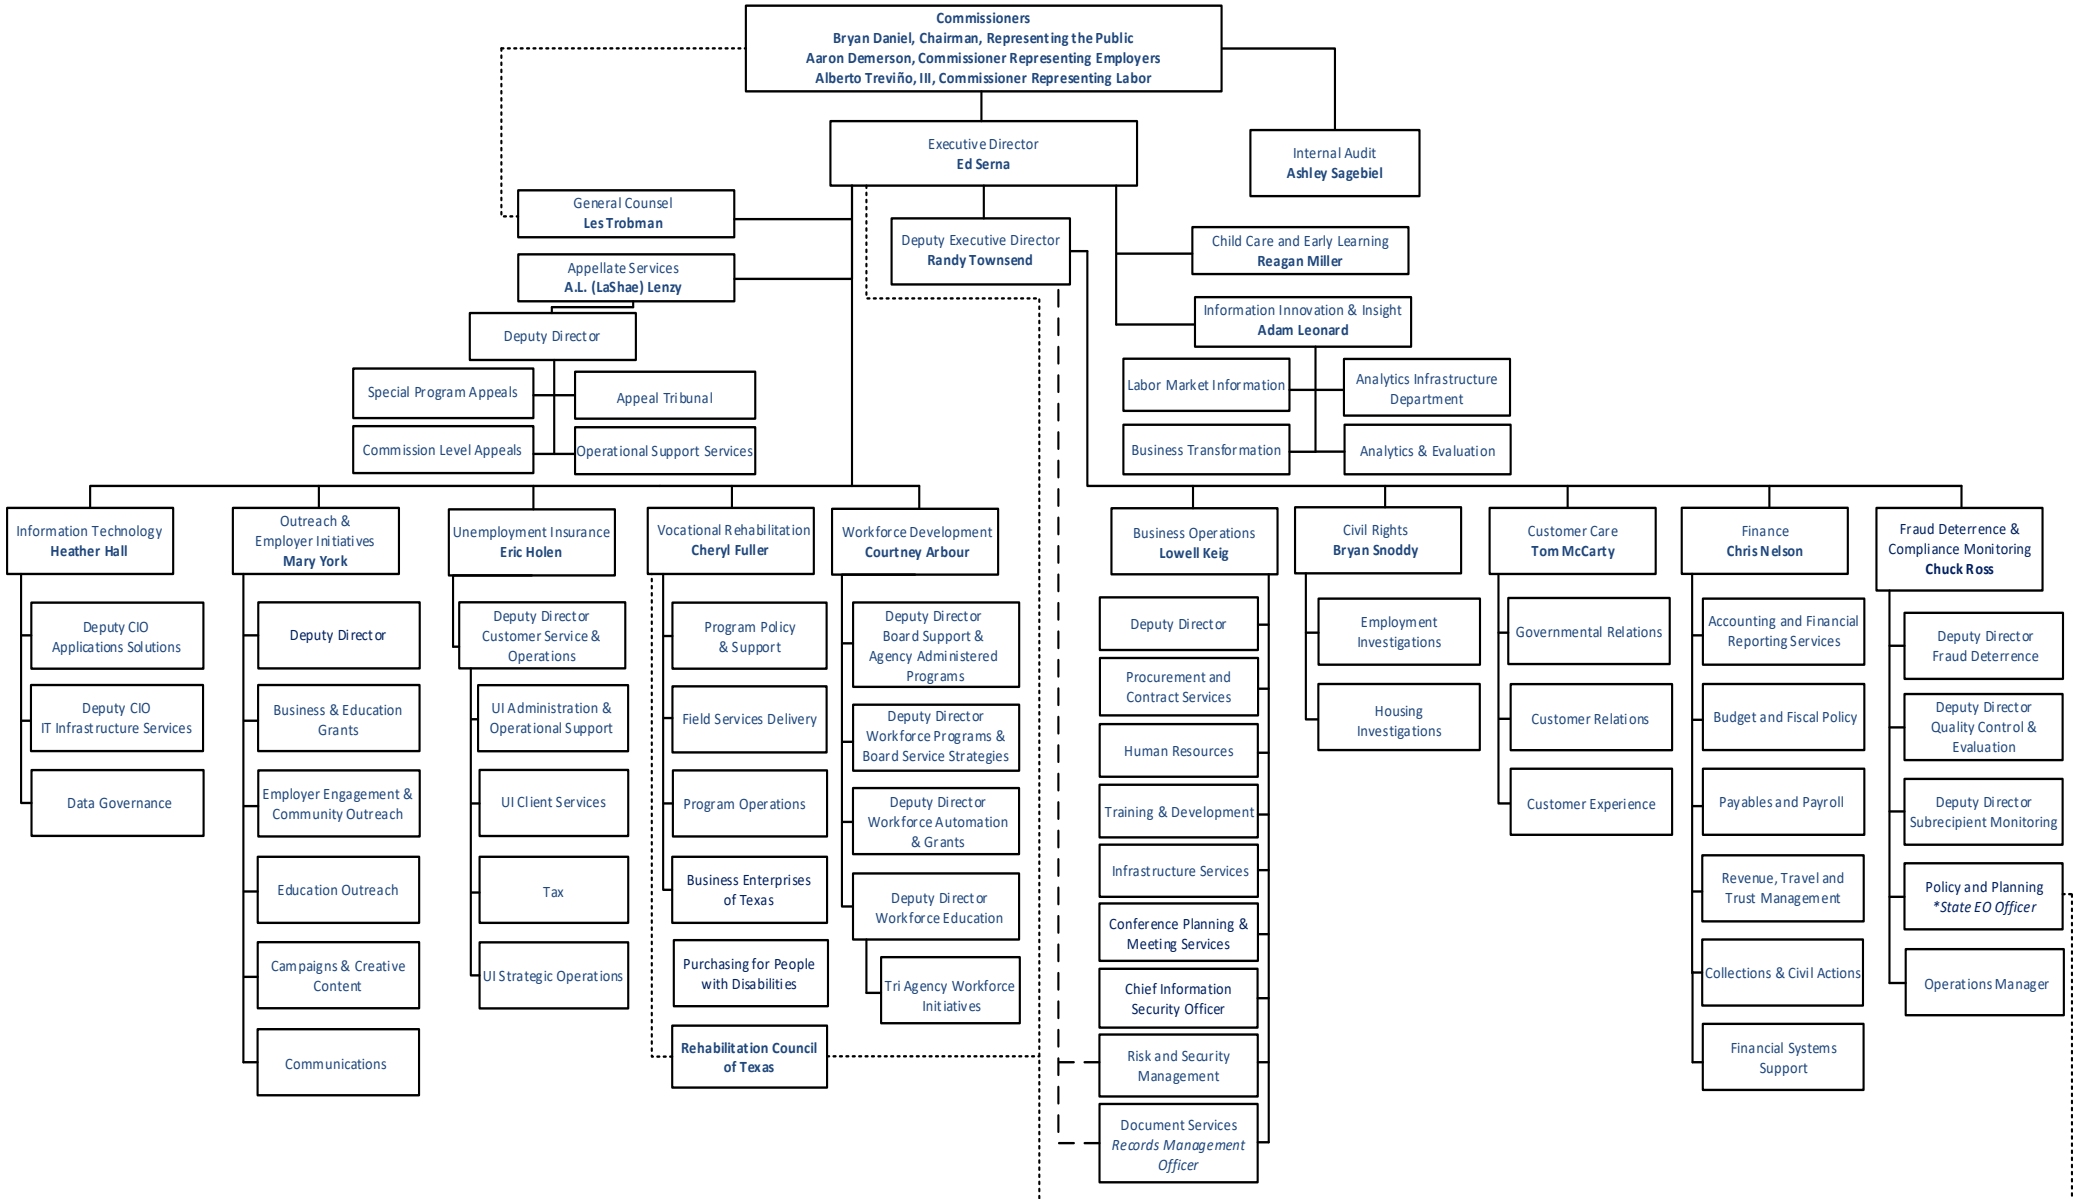 Commissioners
Bryan Daniel, Chairman, Representing the Public
Aaron Demerson, Commissioner Representing Employers
Alberto Treviño, III, Commissioner Representing Labor
Executive Director
Ed Serna
Internal Audit
Ashley Sagebiel
General Counsel
Les Trobman
Deputy Executive Director
Randy Townsend
Child Care and Early Learning
Reagan Miller
Appellate Services
A.L. (LaShae) Lenzy
Information Innovation & Insight
Adam Leonard
Deputy Director
Special Program Appeals
Appeal Tribunal
Commission Level Appeals
Operational Support Services
Labor Market Information
Analytics Infrastructure
Department
Business Transformation
Analytics & Evaluation
Information Technology
Heather Hall
Deputy CIO
Applications Solutions
Deputy CIO
IT Infrastructure Services
Data Governance
Outreach &
Employer Initiatives
Mary York
Deputy Director
Business & Education
Grants
Employer Engagement &
Community Outreach
Education Outreach
Campaigns & Creative
Content
Communications
Unemployment Insurance
Eric Holen
Deputy Director
Customer Service &
Operations
UI Administration &
Operational Support
UI Client Services
Tax
UI Strategic Operations
Vocational Rehabilitation
Cheryl Fuller
Program Policy
& Support
Field Services Delivery
Program Operations
Business Enterprises
of Texas
Purchasing for People
with Disabilities
Rehabilitation Council
of Texas
Workforce Development
Courtney Arbour
Deputy Director
Board Support &
Agency Administered
Programs
Deputy Director
Workforce Programs &
Board Service Strategies
Deputy Director
Workforce Automation
& Grants
Deputy Director
Workforce Education
Tri Agency Workforce
Initiatives
Business Operations
Lowell Keig
Deputy Director
Procurement and
Contract Services
Human Resources
Training & Development
Infrastructure Services
Conference Planning &
Meeting Services
Chief Information
Security Officer
Risk and Security
Management
Document Services
Records Management
Officer
Civil Rights
Bryan Snoddy
Employment
Investigations
Housing
Investigations
Customer Care
Tom McCarty
Governmental Relations
Customer Relations
Customer Experience
Finance
Chris Nelson
Accounting and Financial
Reporting Services
Budget and Fiscal Policy
Payables and Payroll
Revenue, Travel and
Trust Management
Collections & Civil Actions
Financial Systems
Support
Fraud Deterrence &
Compliance Monitoring
Chuck Ross
Deputy Director
Fraud Deterrence
Deputy Director
Quality Control &
Evaluation
Deputy Director
Subrecipient Monitoring
Policy and Planning
*State EO Officer
Operations Manager